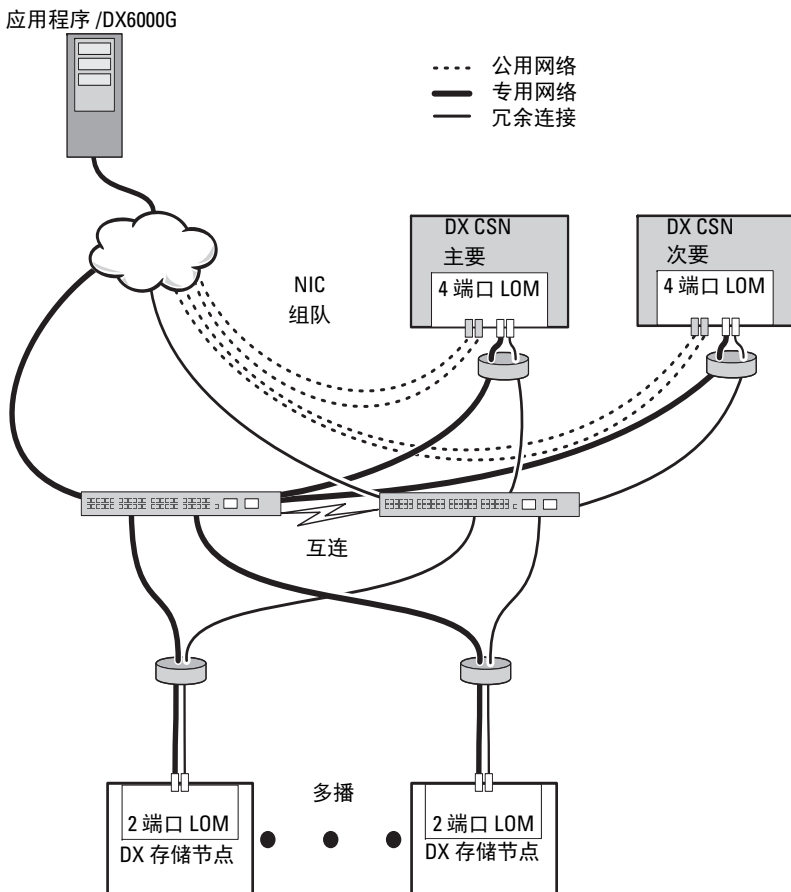 应用程序 /DX6000G
公用网络
专用网络
冗余连接
DX CSN
主要
4 端口 LOM
DX CSN
次要
4 端口 LOM
NIC
组队
互连
多播
2 端口 LOM
DX 存储节点
2 端口 LOM
DX 存储节点